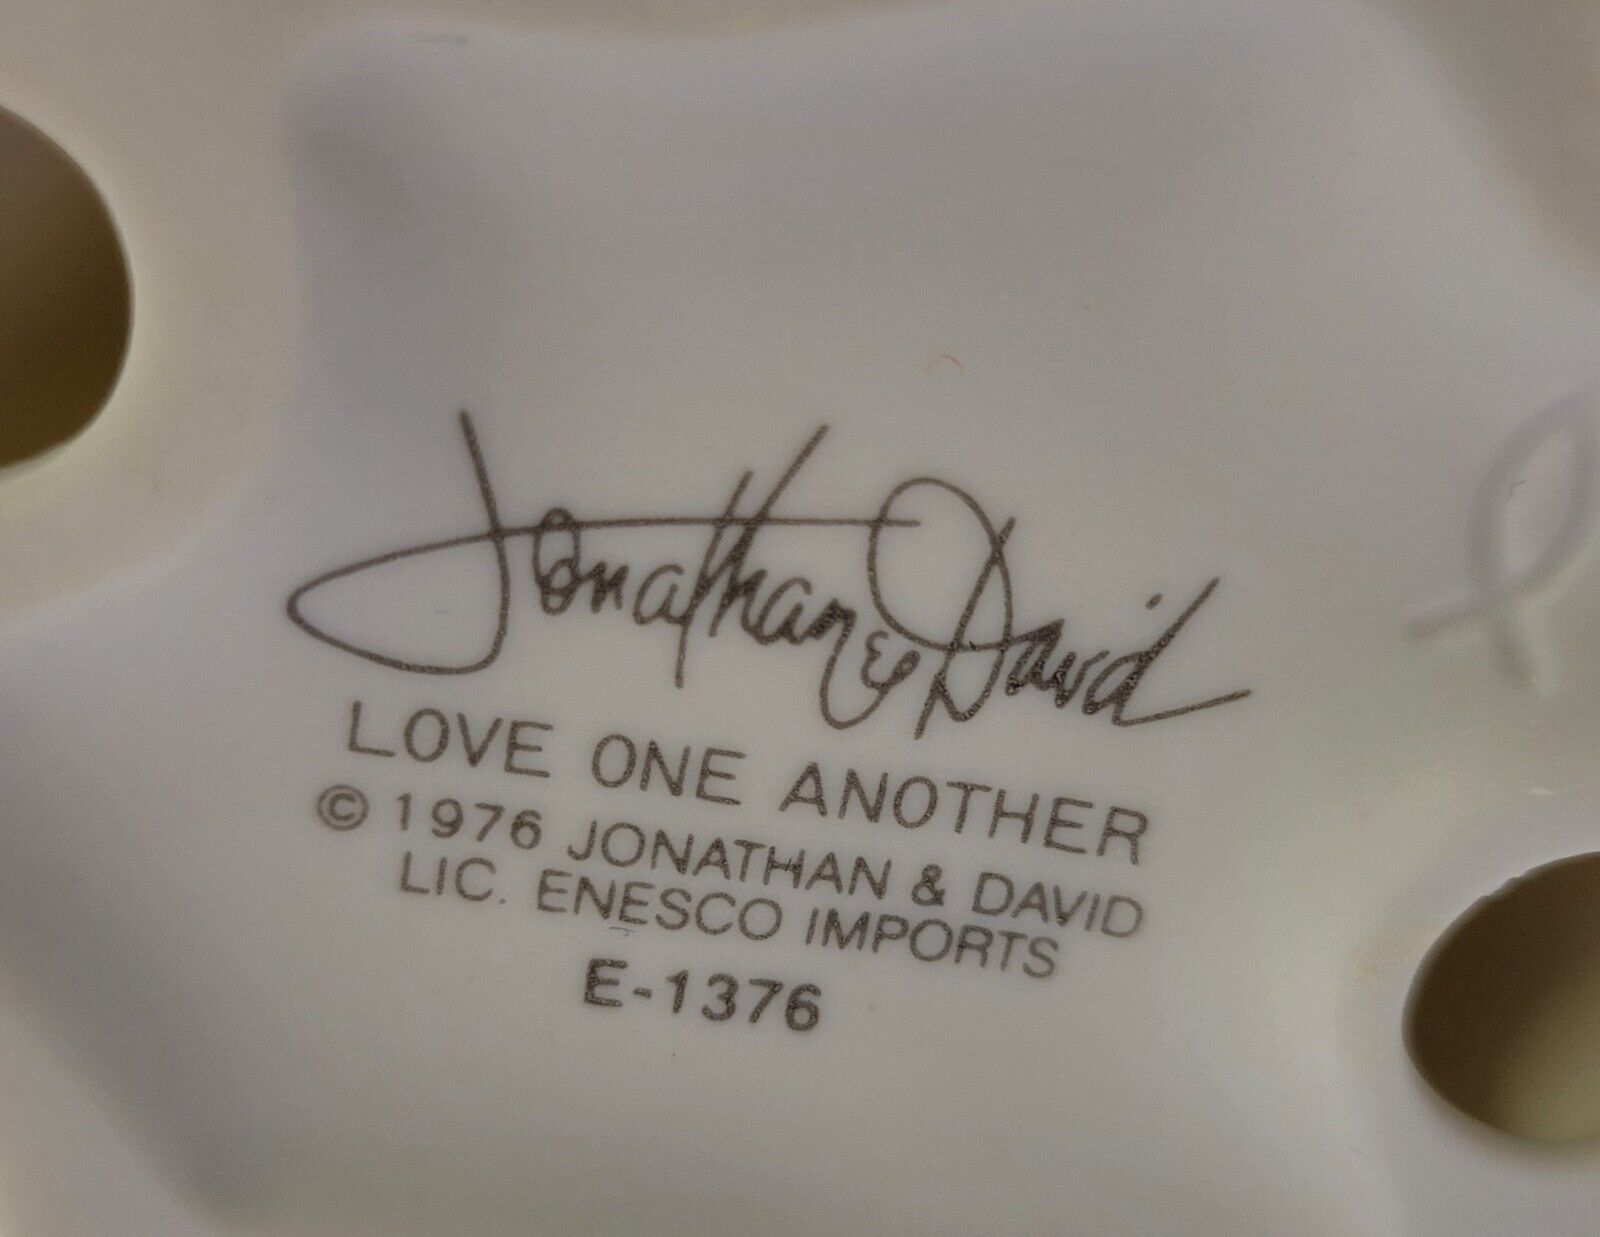 Jonathan & David
LOVE ONE ANOTHER
© 1976 JONATHAN & DAVID
LIC. ENESCO IMPORTS
E-1376